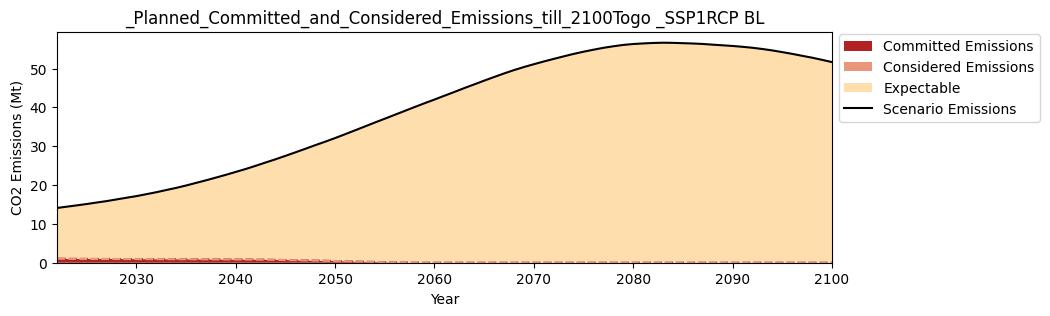 _Planned_Committed_and_Considered_Emissions_till_2100Togo _SSP1RCP BL
Committed Emissions
Considered Emissions
Expectable
Scenario Emissions
CO2 Emissions (Mt)
50
40
30
20
10
0
2030 2040 2050 2060 2070 2080 2090 2100
Year